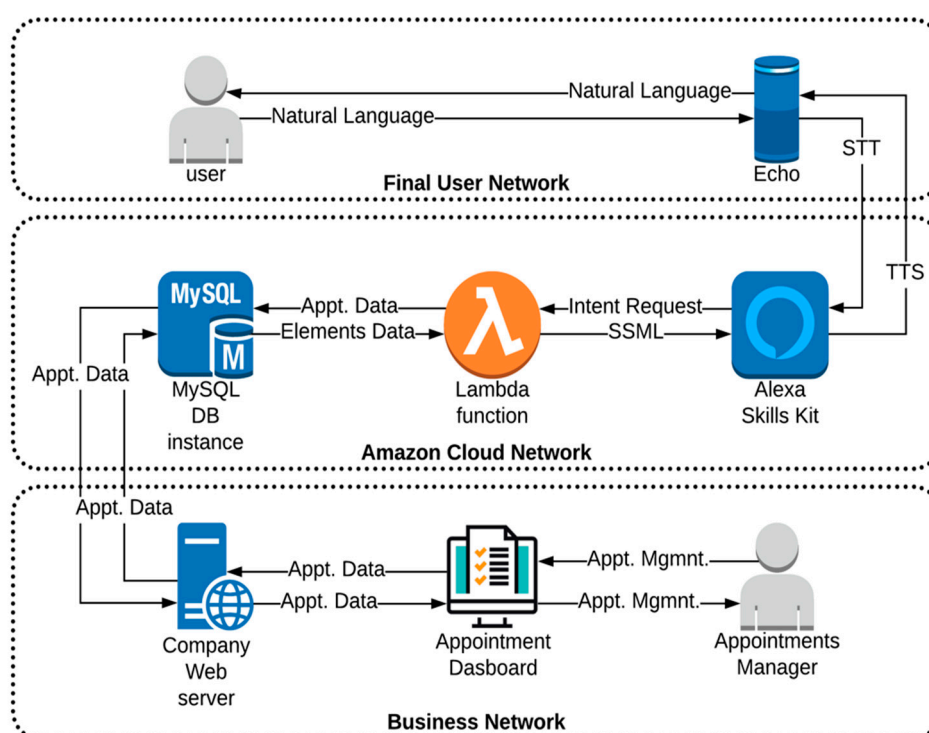 Natural Language
Natural Language
user
Echo
STT
Final User Network
TTS
MySQL
M
Appt. Data
Elements Data
Intent Request
SSML
λ
Appt. Data
MySQL
DB
instance
Lambda
function
Alexa
Skills Kit
Amazon Cloud Network
Appt. Data
Appt. Data
Appt. Data
Appt. Mgmnt.
Appt. Mgmnt.
Company
Web
server
Appointment
Dasboard
Appointments
Manager
Business Network